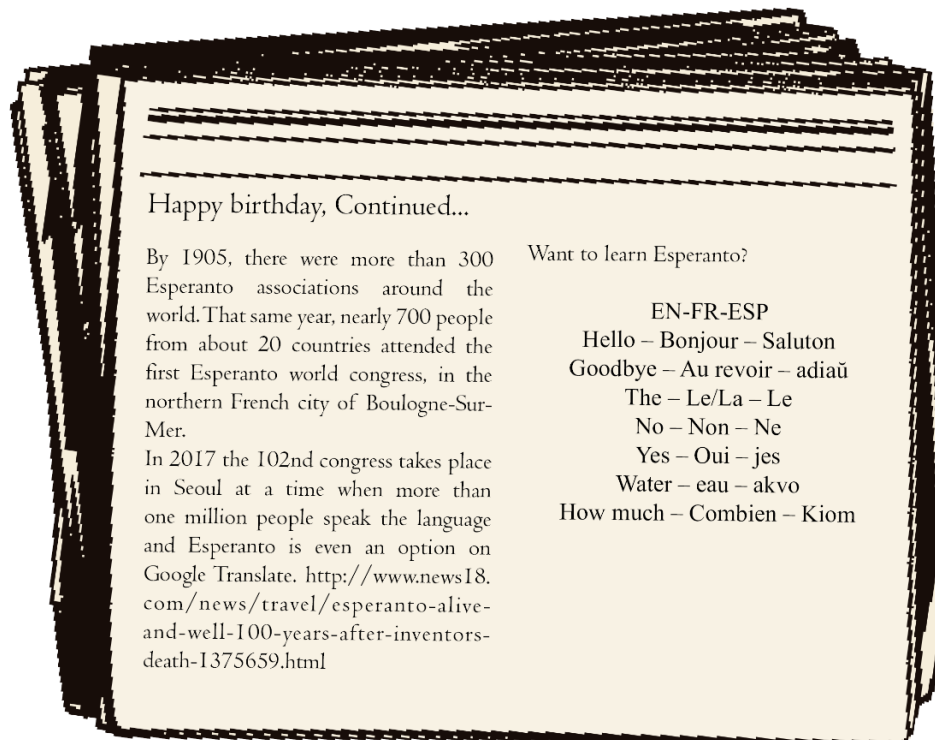 Happy birthday, Continued...
By 1905, there were more than 300
Esperanto associations around the
world. That same year, nearly 700 people
from about 20 countries attended the
first Esperanto world congress, in the
northern French city of Boulogne-Sur-
Mer.
In 2017 the 102nd congress takes place
in Seoul at a time when more than
one million people speak the language
and Esperanto is even an option on
Google Translate. http://www.news18.
com/news/travel/esperanto-alive-
and-well-100-years-after-inventors-
death-1375659.html
Want to learn Esperanto?
EN-FR-ESP
Hello – Bonjour – Saluton
Goodbye – Au revoir – adiaŭ
The – Le/La – Le
No – Non – Ne
Yes – Oui – jes
Water – eau – akvo
How much – Combien – Kiom